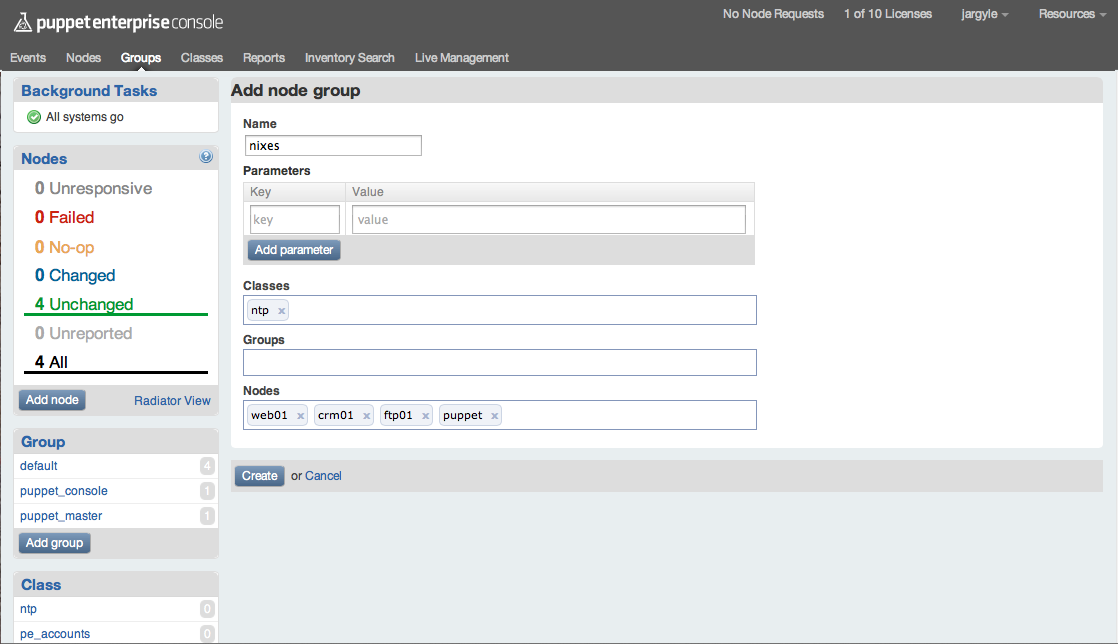 puppet enterprise console
No Node Requests 1 of 10 Licenses jargyle Resources
Events Nodes Groups Classes Reports Inventory Search Live Management
Background Tasks
All systems go
Nodes
?
0 Unresponsive
0 Failed
0 No-op
0 Changed
4 Unchanged
0 Unreported
4 All
Add node Radiator View
Group
default 4
puppet_console 1
puppet_master 1
Add group
Class
ntp 0
pe_accounts 0
Add node group
Name
nixes
Parameters
Key Value
key value
Add parameter
Classes
ntp x
Groups
Nodes
web01 x crm01 x ftp01 x puppet x
Create or Cancel